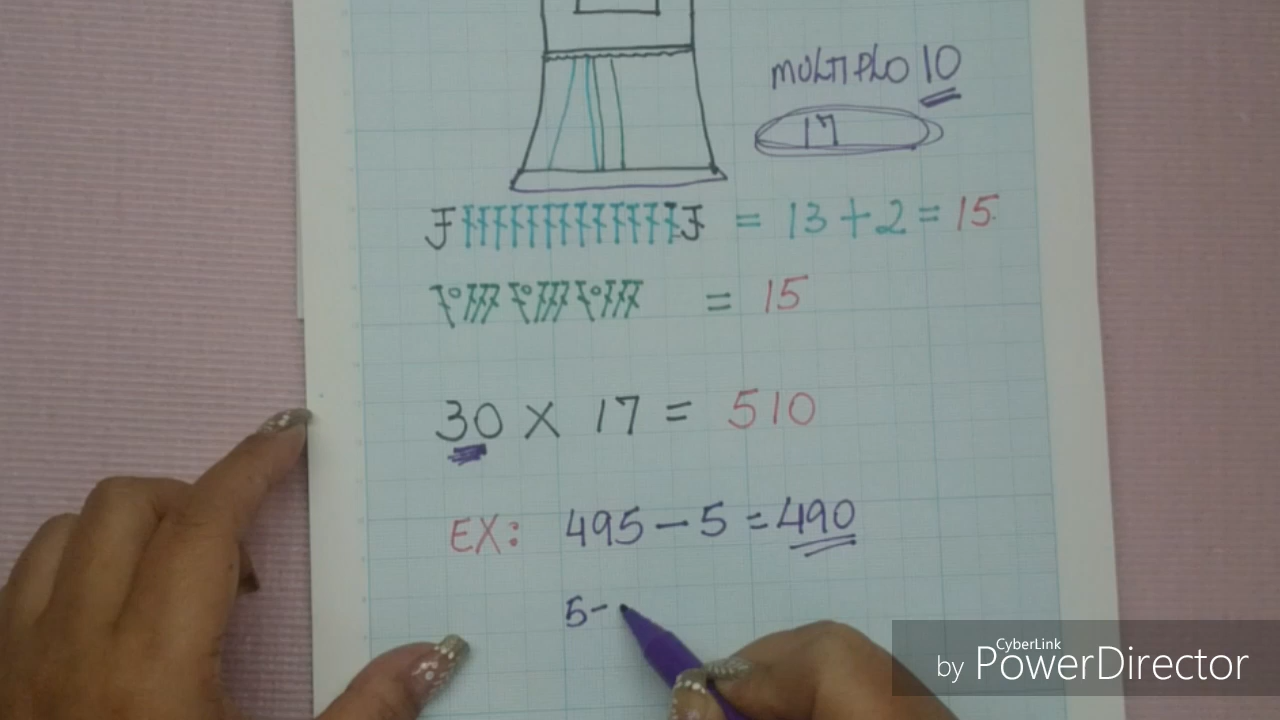 MULTIPLO 10
17
= 13 + 2 = 15
= 15
30 X 17 = 510
EX: 495 - 5 = 490
5 -
CyberLink
by PowerDirector